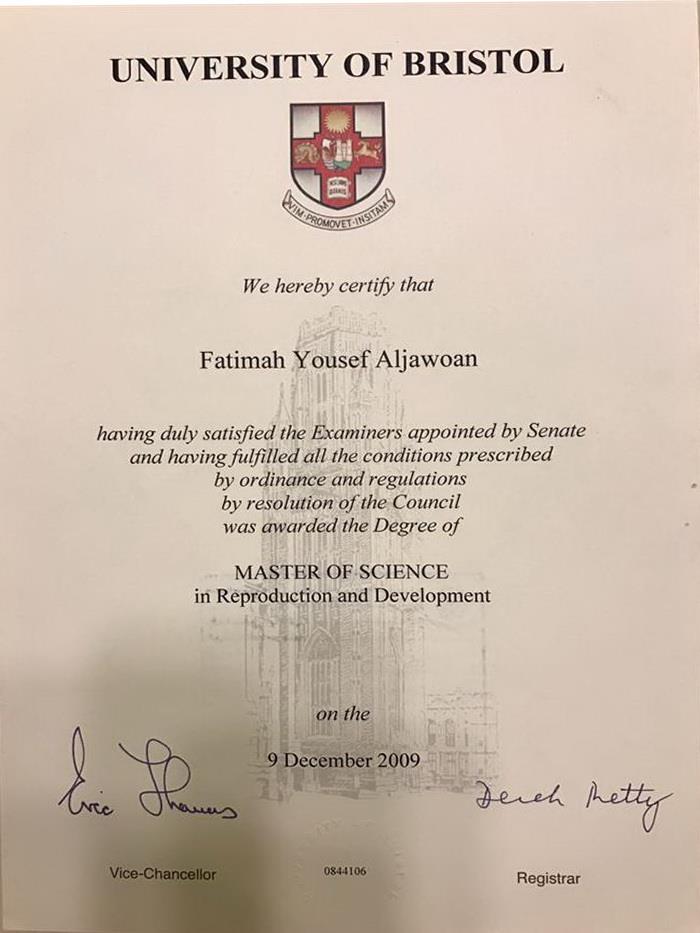 UNIVERSITY OF BRISTOL
VIM·PROMOVET·INSITAM
We hereby certify that
Fatimah Yousef Aljawoan
having duly satisfied the Examiners appointed by Senate
and having fulfilled all the conditions prescribed
by ordinance and regulations
by resolution of the Council
was awarded the Degree of
MASTER OF SCIENCE
in Reproduction and Development
on the
9 December 2009
Eric Thomas
Derek Pretty
Vice-Chancellor
0844106
Registrar